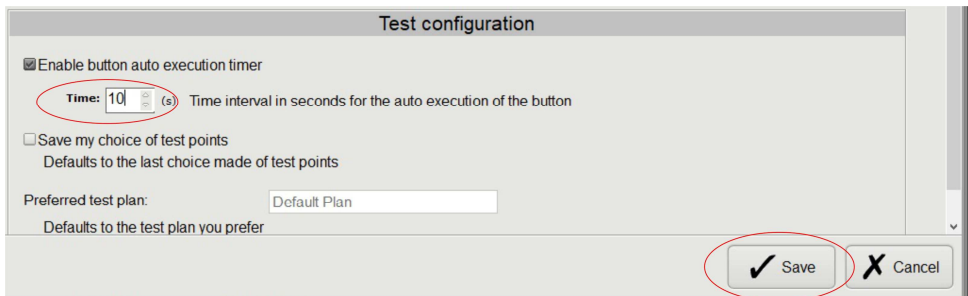 Test configuration
Enable button auto execution timer
Time: 10 (s) Time interval in seconds for the auto execution of the button
Save my choice of test points
Defaults to the last choice made of test points
Preferred test plan: Default Plan
Defaults to the test plan you prefer
Save Cancel